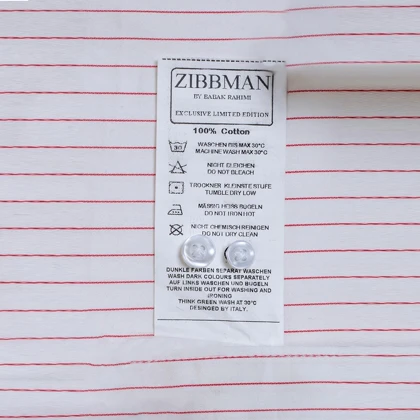 ZIBBMAN
BY BABAK RAHIMI
EXCLUSIVE LIMITED EDITION
100% Cotton
30
WASCHEN BIS MAX 30°C
MACHINE WASH MAX 30°C
NICHT BLEICHEN
DO NOT BLEACH
TROCKNER KLEINSTE STUFE
TUMBLE DRY LOW
MÄSSIG HEISS BÜGELN
DO NOT IRON HOT
NICHT CHEMISCH REINIGEN
DO NOT DRY CLEAN
DUNKLE FARBEN SEPARAT WASCHEN
WASH DARK COLOURS SEPARATELY
AUF LINKS WASCHEN UND BÜGELN
TURN INSIDE OUT FOR WASHING AND
IRONING
THINK GREEN WASH AT 30°C
DESINGED BY ITALY.